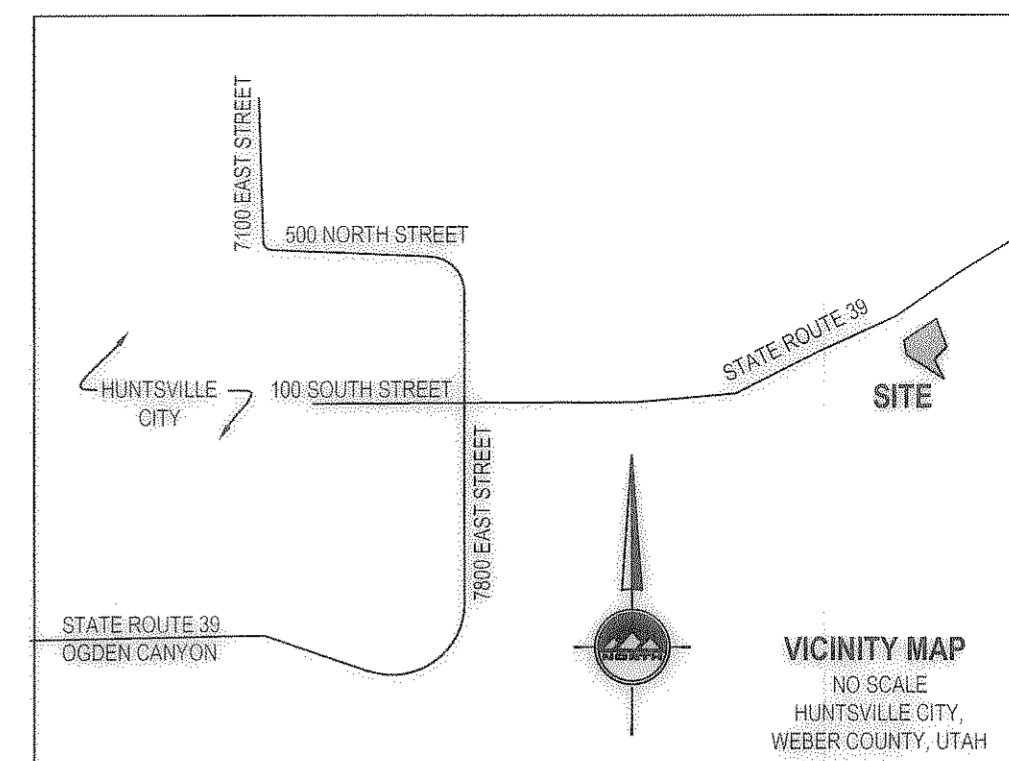 7100 EAST STREET
500 NORTH STREET
STATE ROUTE 39
SITE
HUNTSVILLE
CITY
100 SOUTH STREET
7800 EAST STREET
STATE ROUTE 39
OGDEN CANYON
NORTH
VICINITY MAP
NO SCALE
HUNTSVILLE CITY,
WEBER COUNTY, UTAH